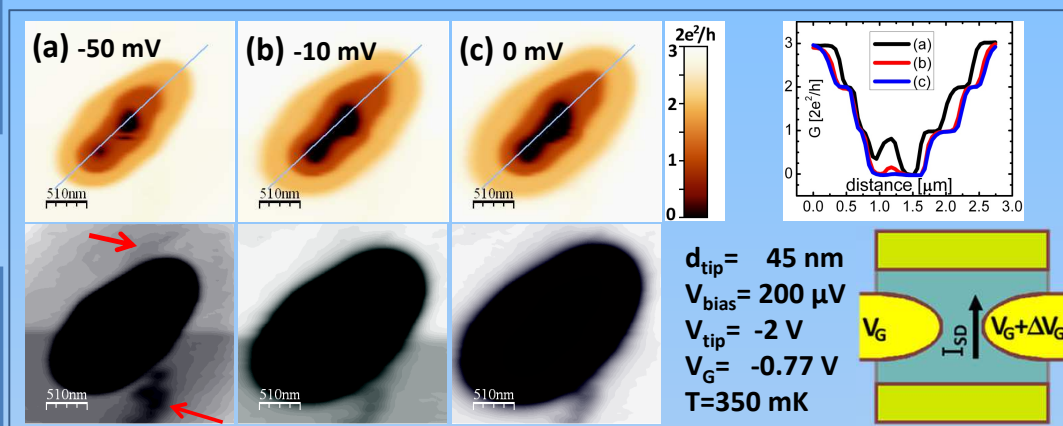 (a) -50 mV
(b) -10 mV
(c) 0 mV
510nm
510nm
510nm
2e²/h
3
2
1
0
(a)
(b)
(c)
G [2e²/h]
3
2
1
0
distance [µm]
0.0 0.5 1.0 1.5 2.0 2.5 3.0
510nm
510nm
510nm
d_tip= 45 nm
V_bias= 200 µV
V_tip= -2 V
V_G= -0.77 V
T=350 mK
V_G
I_SD
V_G+ΔV_G